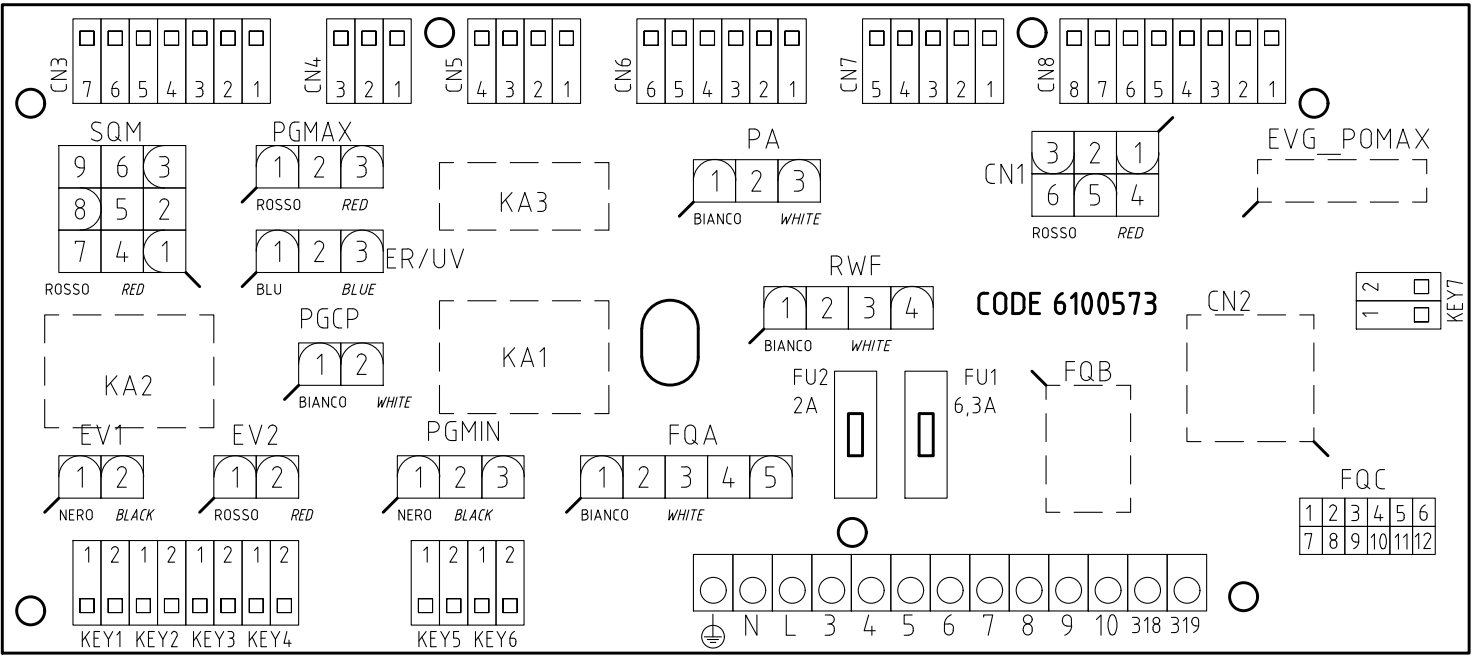 CN3 7 6 5 4 3 2 1
CN4 3 2 1
CN5 4 3 2 1
CN6 6 5 4 3 2 1
CN7 5 4 3 2 1
CN8 8 7 6 5 4 3 2 1
SQM
9 6 3
8 5 2
7 4 1
ROSSO RED
PGMAX
1 2 3
ROSSO RED
1 2 3 ER/UV
BLU BLUE
KA3
PA
1 2 3
BIANCO WHITE
CN1
3 2 1
6 5 4
ROSSO RED
EVG_POMAX
RWF
1 2 3 4
BIANCO WHITE
CODE 6100573
CN2
2
1
KEY7
KA2
PGCP
1 2
BIANCO WHITE
KA1
FU2
2A
FU1
6,3A
FQB
EV1
1 2
NERO BLACK
EV2
1 2
ROSSO RED
PGMIN
1 2 3
NERO BLACK
FQA
1 2 3 4 5
BIANCO WHITE
FQC
1 2 3 4 5 6
7 8 9 10 11 12
1 2 1 2 1 2 1 2
KEY1 KEY2 KEY3 KEY4
1 2 1 2
KEY5 KEY6
N L 3 4 5 6 7 8 9 10 318 319